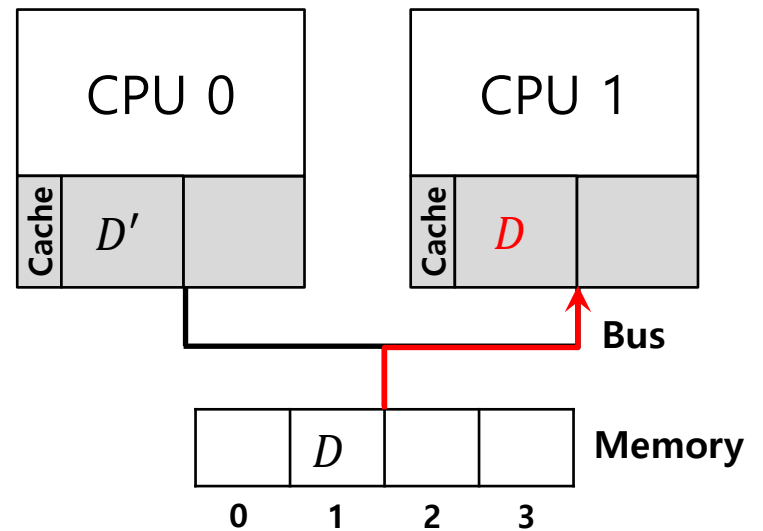 CPU 0
CPU 1
Cache
D′
Cache
D
Bus
D
Memory
0 1 2 3